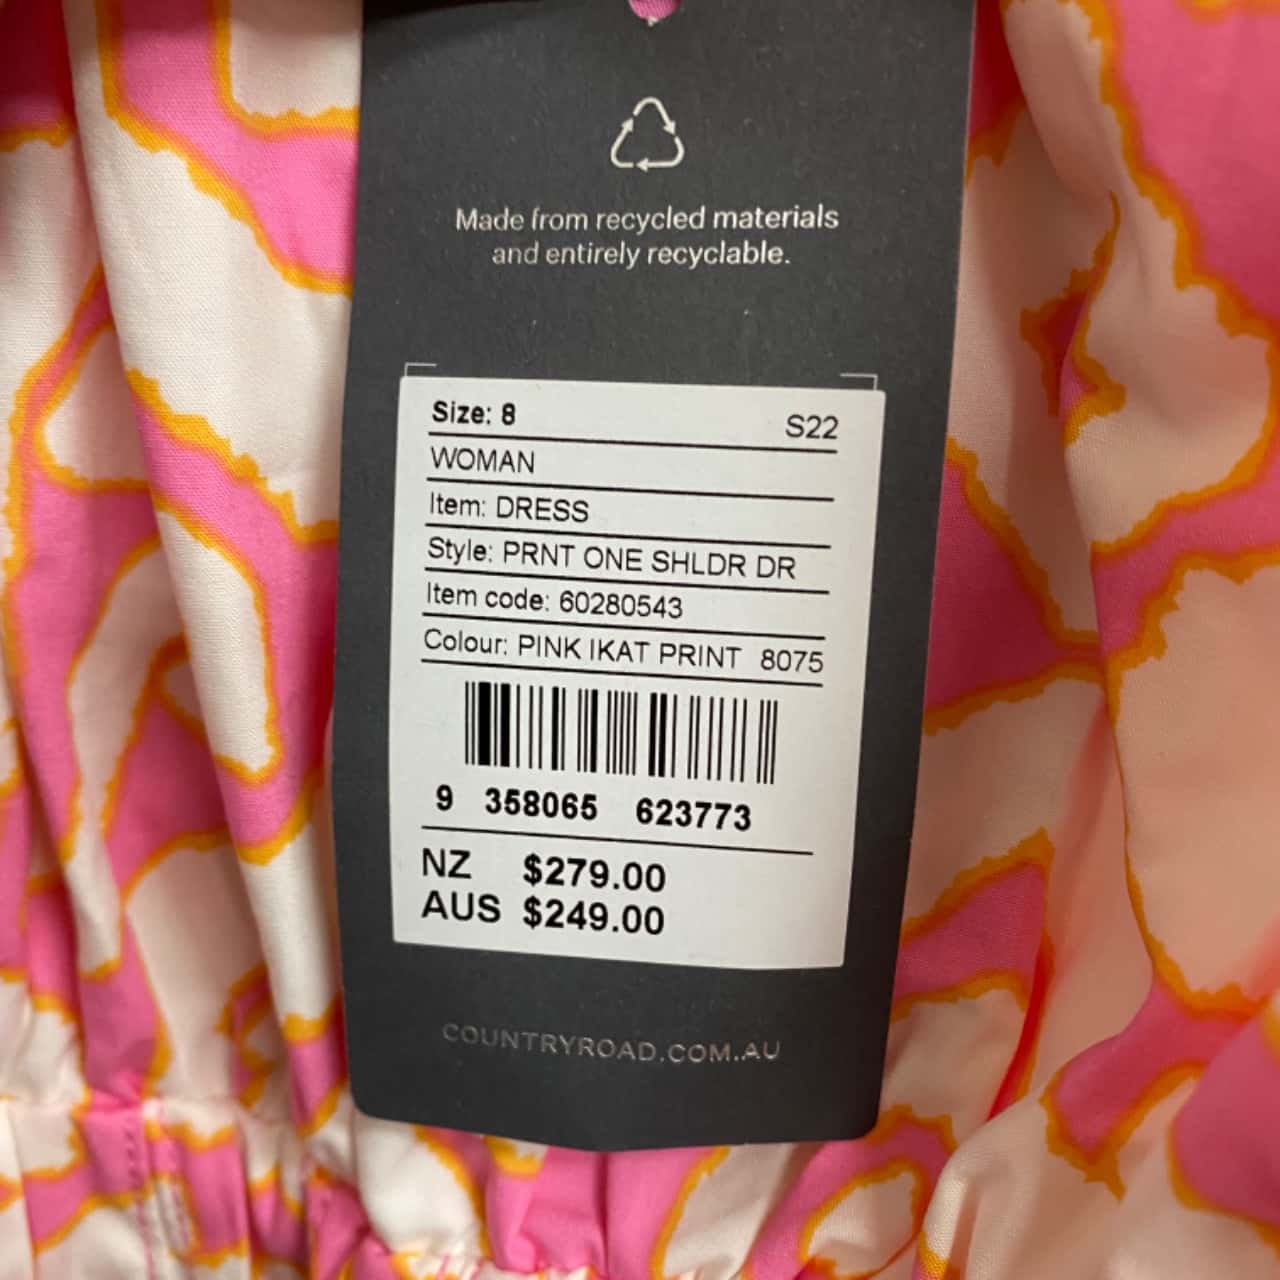 Made from recycled materials
and entirely recyclable.
Size: 8 S22
WOMAN
Item: DRESS
Style: PRNT ONE SHLDR DR
Item code: 60280543
Colour: PINK IKAT PRINT 8075
9 358065 623773
NZ $279.00
AUS $249.00
COUNTRYROAD.COM.AU